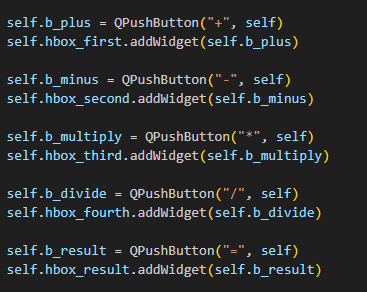 self.b_plus = QPushButton("+", self)
self.hbox_first.addWidget(self.b_plus)
self.b_minus = QPushButton("-", self)
self.hbox_second.addWidget(self.b_minus)
self.b_multiply = QPushButton("*", self)
self.hbox_third.addWidget(self.b_multiply)
self.b_divide = QPushButton("/", self)
self.hbox_fourth.addWidget(self.b_divide)
self.b_result = QPushButton("=", self)
self.hbox_result.addWidget(self.b_result)